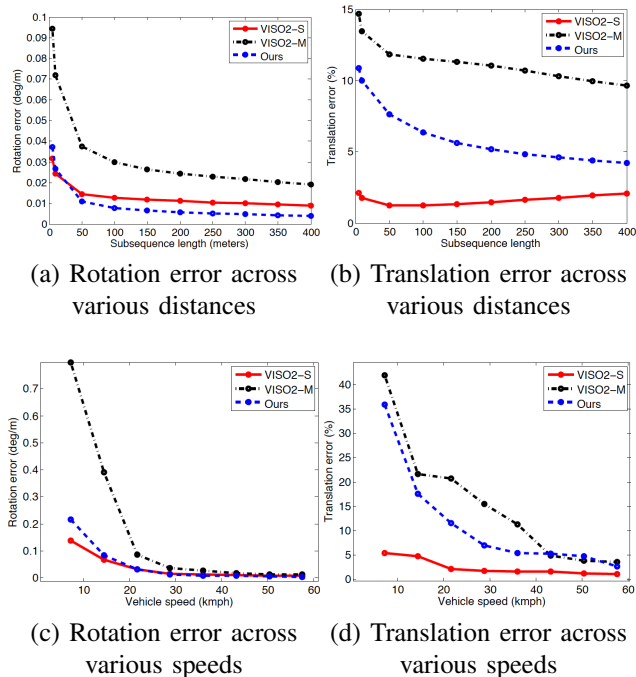 0.1
0.09
0.08
0.07
0.06
0.05
0.04
0.03
0.02
0.01
0
Rotation error (deg/m)
VISO2−S
VISO2−M
Ours
0 50 100 150 200 250 300 350 400
Subsequence length (meters)
15
10
5
0
Translation error (%)
VISO2−S
VISO2−M
Ours
0 50 100 150 200 250 300 350 400
Subsequence length
(a) Rotation error across
various distances
(b) Translation error across
various distances
0.7
0.6
0.5
0.4
0.3
0.2
0.1
0
Rotation error (deg/m)
VISO2−S
VISO2−M
Ours
10 20 30 40 50 60
Vehicle speed (kmph)
40
35
30
25
20
15
10
5
0
Translation error (%)
VISO2−S
VISO2−M
Ours
10 20 30 40 50 60
Vehicle speed (kmph)
(c) Rotation error across
various speeds
(d) Translation error across
various speeds